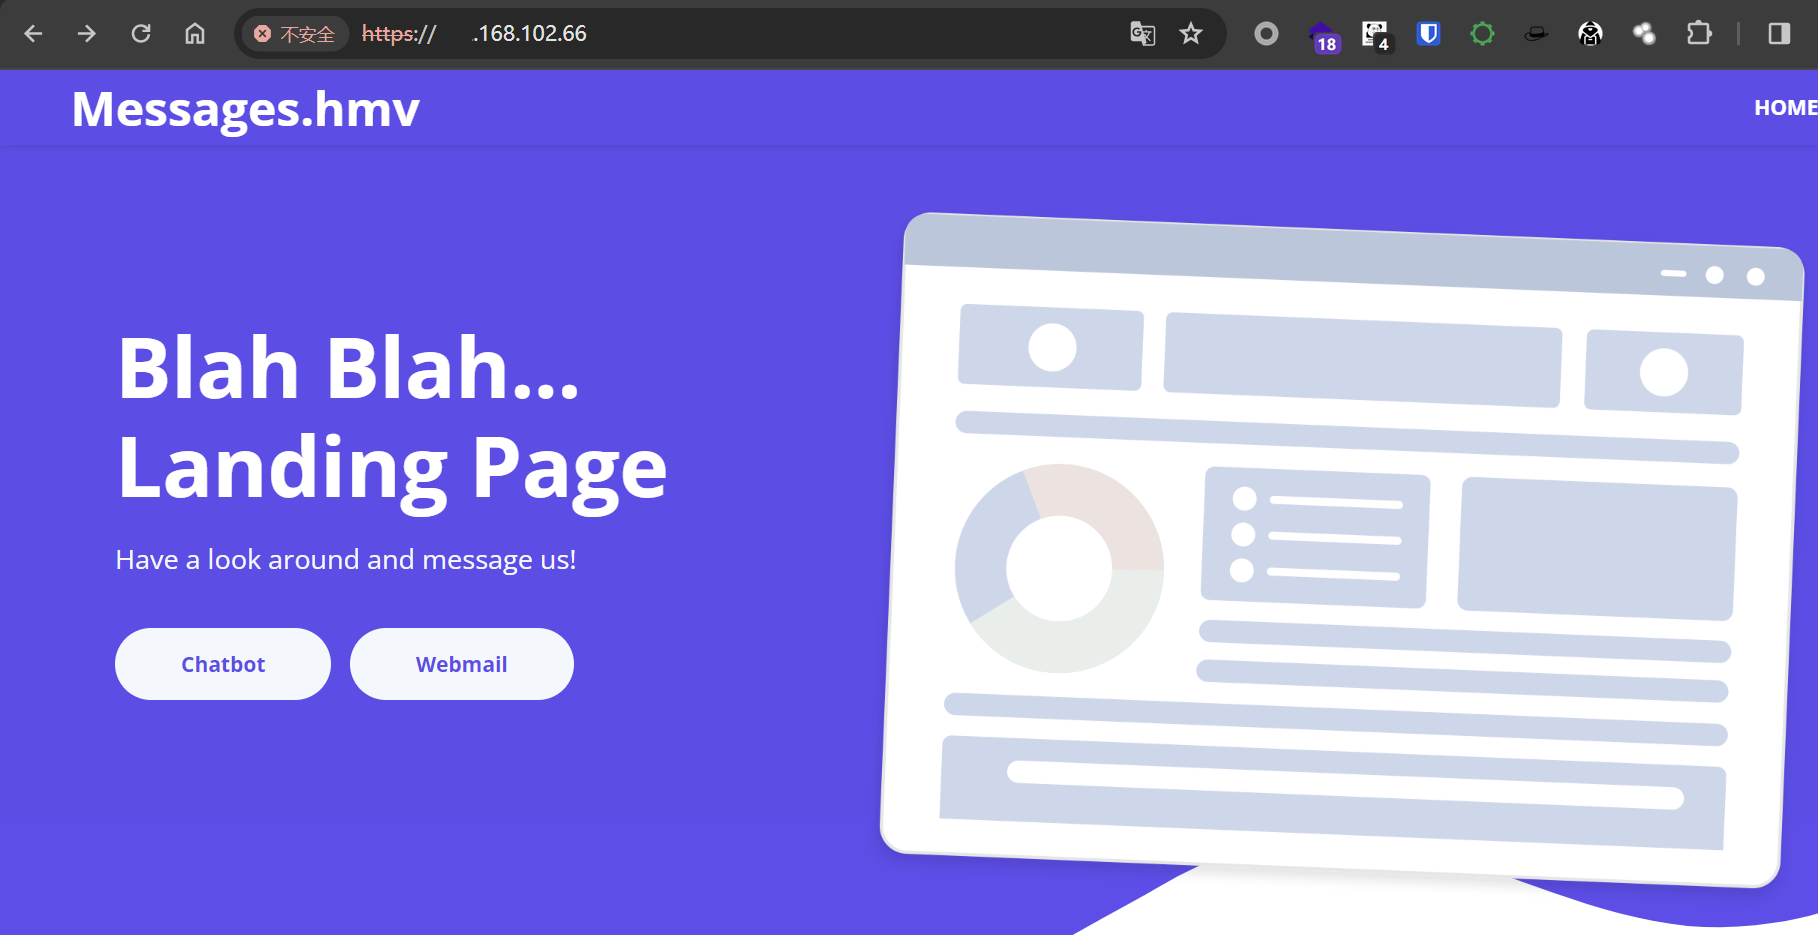 不安全 https:// .168.102.66
18
4
Messages.hmv
HOME
Blah Blah...
Landing Page
Have a look around and message us!
Chatbot
Webmail